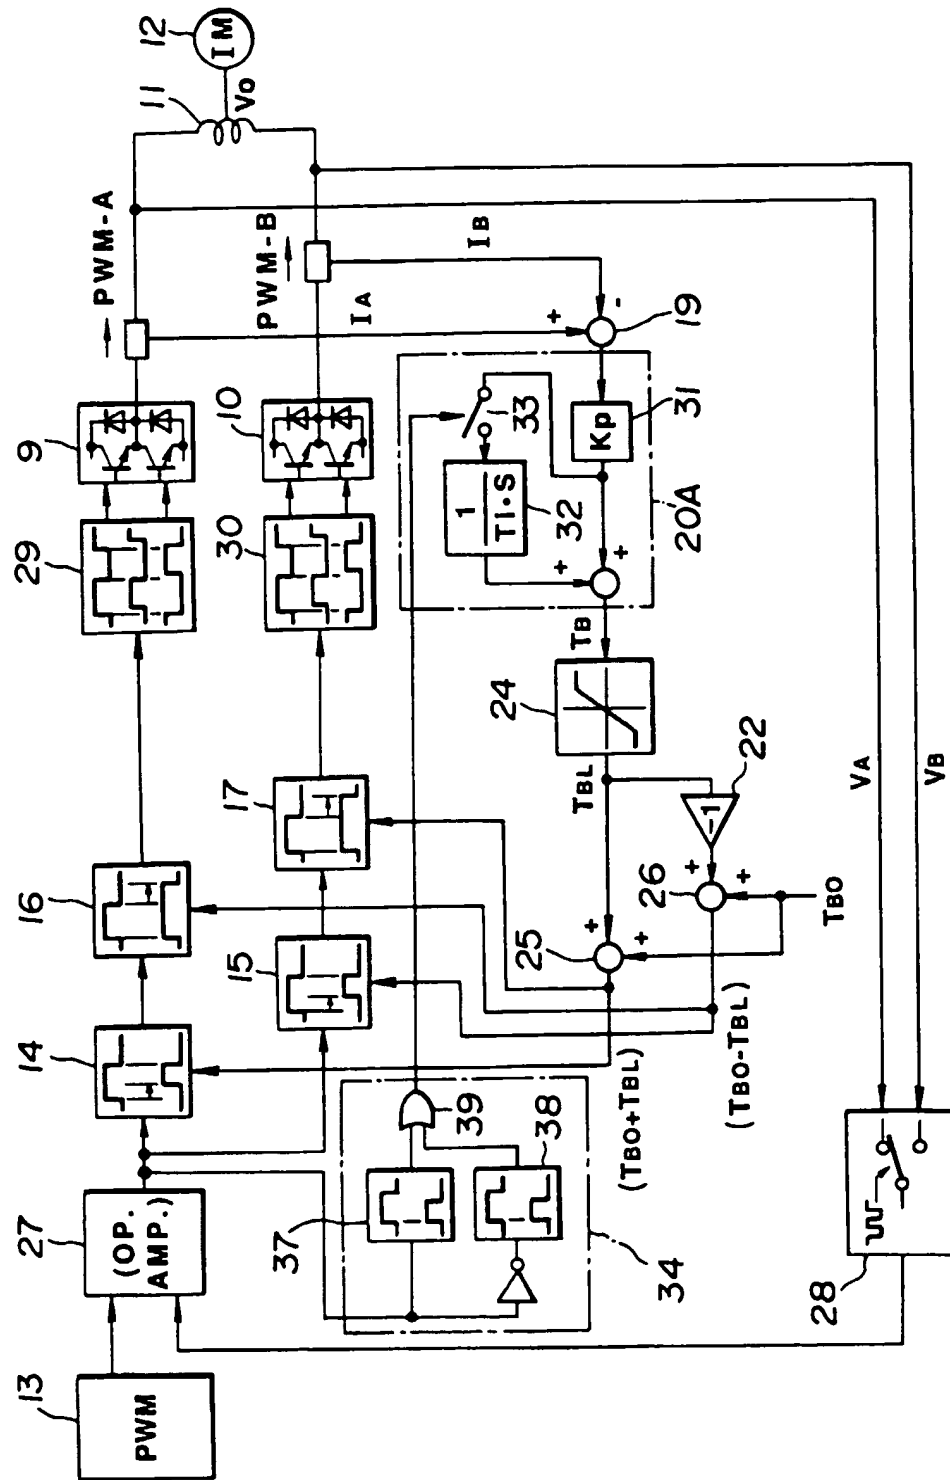 13
PWM
27
(OP.
AMP.)
14
16
29
9
PWM-A
11
Vo
12
IM
15
17
30
10
PWM-B
IA
IB
37
39
38
34
33
1
Ti·S
32
Kp
31
20A
+
-
19
+
+
TB
24
TBL
-1
22
+
+
25
+
+
26
TBO
(TBO+TBL)
(TBO-TBL)
VA
VB
28